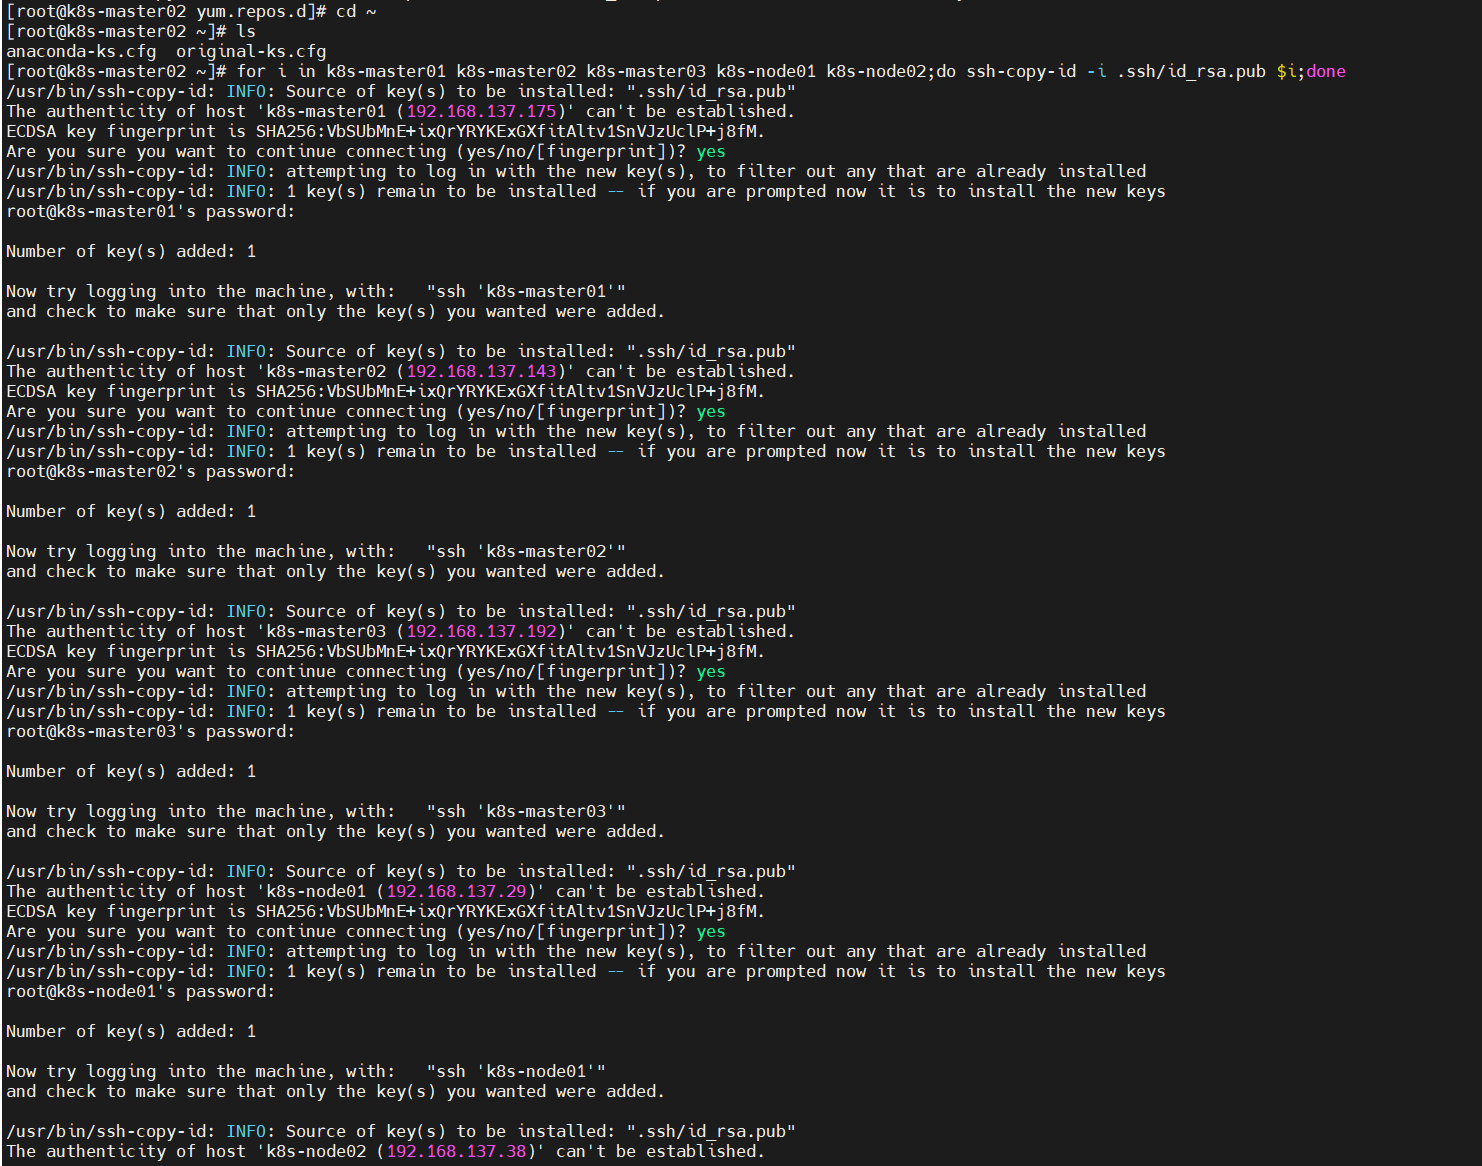 [root@k8s-master02 yum.repos.d]# cd ~
[root@k8s-master02 ~]# ls
anaconda-ks.cfg  original-ks.cfg
[root@k8s-master02 ~]# for i in k8s-master01 k8s-master02 k8s-master03 k8s-node01 k8s-node02;do ssh-copy-id -i .ssh/id_rsa.pub $i;done
/usr/bin/ssh-copy-id: INFO: Source of key(s) to be installed: ".ssh/id_rsa.pub"
The authenticity of host 'k8s-master01 (192.168.137.175)' can't be established.
ECDSA key fingerprint is SHA256:VbSUbMnE+ixQrYRYKExGXfitAltv1SnVJzUclP+j8fM.
Are you sure you want to continue connecting (yes/no/[fingerprint])? yes
/usr/bin/ssh-copy-id: INFO: attempting to log in with the new key(s), to filter out any that are already installed
/usr/bin/ssh-copy-id: INFO: 1 key(s) remain to be installed -- if you are prompted now it is to install the new keys
root@k8s-master01's password:
Number of key(s) added: 1
Now try logging into the machine, with:   "ssh 'k8s-master01'"
and check to make sure that only the key(s) you wanted were added.
/usr/bin/ssh-copy-id: INFO: Source of key(s) to be installed: ".ssh/id_rsa.pub"
The authenticity of host 'k8s-master02 (192.168.137.143)' can't be established.
ECDSA key fingerprint is SHA256:VbSUbMnE+ixQrYRYKExGXfitAltv1SnVJzUclP+j8fM.
Are you sure you want to continue connecting (yes/no/[fingerprint])? yes
/usr/bin/ssh-copy-id: INFO: attempting to log in with the new key(s), to filter out any that are already installed
/usr/bin/ssh-copy-id: INFO: 1 key(s) remain to be installed -- if you are prompted now it is to install the new keys
root@k8s-master02's password:
Number of key(s) added: 1
Now try logging into the machine, with:   "ssh 'k8s-master02'"
and check to make sure that only the key(s) you wanted were added.
/usr/bin/ssh-copy-id: INFO: Source of key(s) to be installed: ".ssh/id_rsa.pub"
The authenticity of host 'k8s-master03 (192.168.137.192)' can't be established.
ECDSA key fingerprint is SHA256:VbSUbMnE+ixQrYRYKExGXfitAltv1SnVJzUclP+j8fM.
Are you sure you want to continue connecting (yes/no/[fingerprint])? yes
/usr/bin/ssh-copy-id: INFO: attempting to log in with the new key(s), to filter out any that are already installed
/usr/bin/ssh-copy-id: INFO: 1 key(s) remain to be installed -- if you are prompted now it is to install the new keys
root@k8s-master03's password:
Number of key(s) added: 1
Now try logging into the machine, with:   "ssh 'k8s-master03'"
and check to make sure that only the key(s) you wanted were added.
/usr/bin/ssh-copy-id: INFO: Source of key(s) to be installed: ".ssh/id_rsa.pub"
The authenticity of host 'k8s-node01 (192.168.137.29)' can't be established.
ECDSA key fingerprint is SHA256:VbSUbMnE+ixQrYRYKExGXfitAltv1SnVJzUclP+j8fM.
Are you sure you want to continue connecting (yes/no/[fingerprint])? yes
/usr/bin/ssh-copy-id: INFO: attempting to log in with the new key(s), to filter out any that are already installed
/usr/bin/ssh-copy-id: INFO: 1 key(s) remain to be installed -- if you are prompted now it is to install the new keys
root@k8s-node01's password:
Number of key(s) added: 1
Now try logging into the machine, with:   "ssh 'k8s-node01'"
and check to make sure that only the key(s) you wanted were added.
/usr/bin/ssh-copy-id: INFO: Source of key(s) to be installed: ".ssh/id_rsa.pub"
The authenticity of host 'k8s-node02 (192.168.137.38)' can't be established.